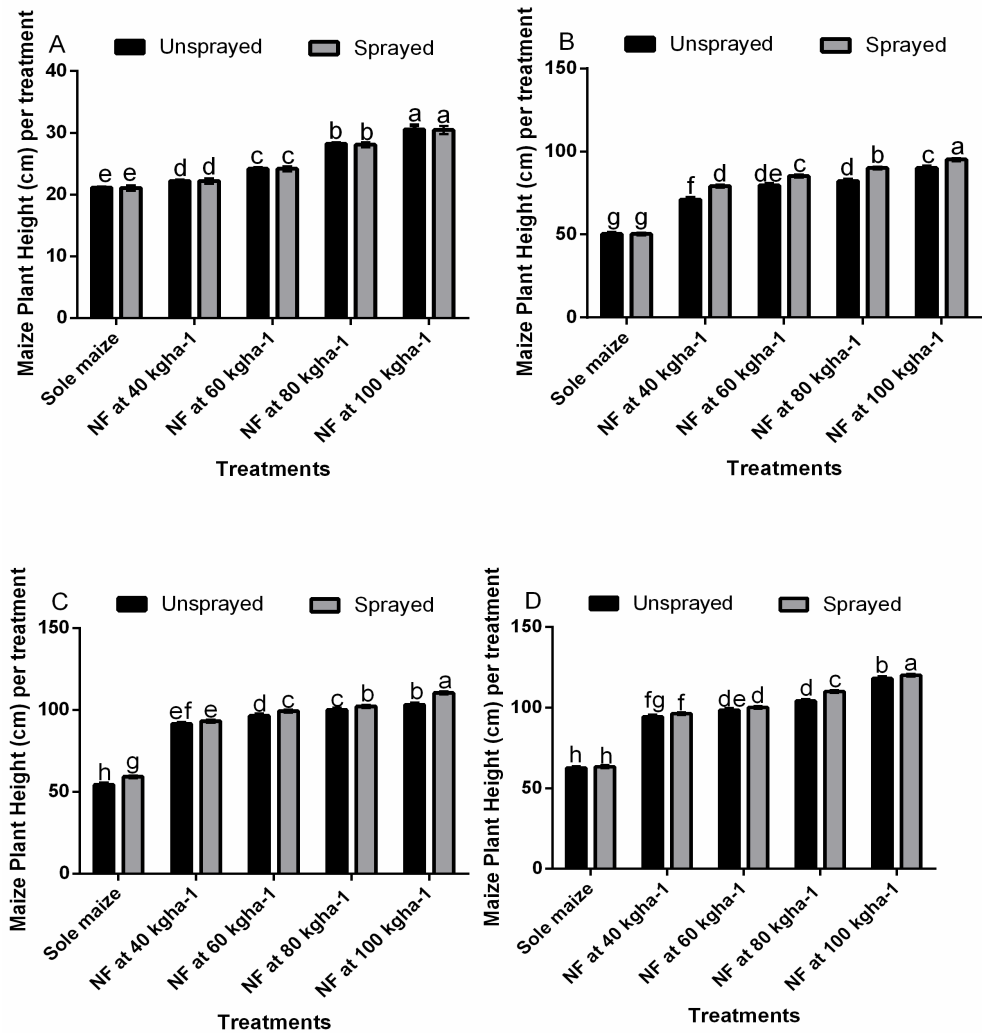 A Unsprayed Sprayed
Maize Plant Height (cm) per treatment
40
30
20
10
0
e e d d c c b b a a
Sole maize
NF at 40 kgha-1
NF at 60 kgha-1
NF at 80 kgha-1
NF at 100 kgha-1
Treatments
B Unsprayed Sprayed
Maize Plant Height (cm) per treatment
150
100
50
0
g g f d de c d b c a
Sole maize
NF at 40 kgha-1
NF at 60 kgha-1
NF at 80 kgha-1
NF at 100 kgha-1
Treatments
C Unsprayed Sprayed
Maize Plant Height (cm) per treatment
150
100
50
0
h g ef e d c c b b a
Sole maize
NF at 40 kgha-1
NF at 60 kgha-1
NF at 80 kgha-1
NF at 100 kgha-1
Treatments
D Unsprayed Sprayed
Maize Plant Height (cm) per treatment
150
100
50
0
h h fg f de d d c b a
Sole maize
NF at 40 kgha-1
NF at 60 kgha-1
NF at 80 kgha-1
NF at 100 kgha-1
Treatments